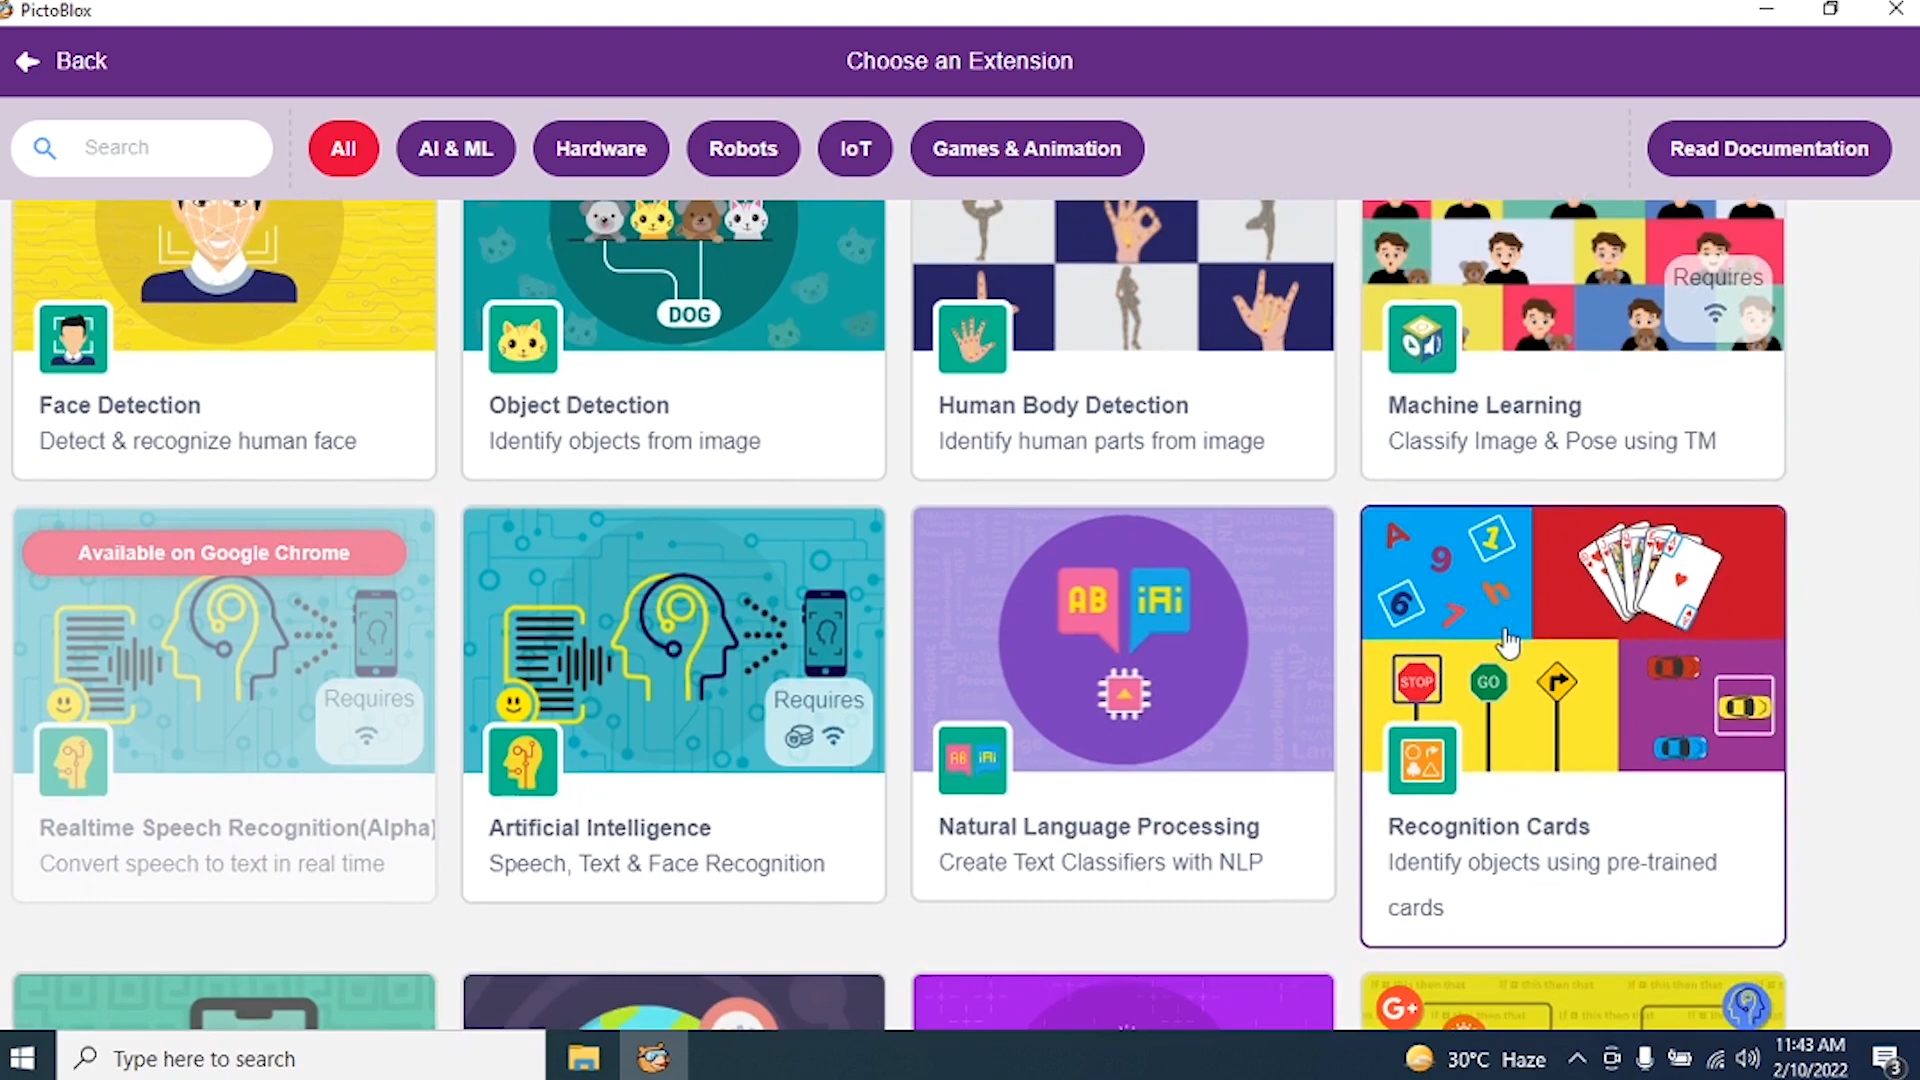 PictoBlox
Back
Choose an Extension
Search
All
AI & ML
Hardware
Robots
IoT
Games & Animation
Read Documentation
DOG
Requires
Face Detection
Detect & recognize human face
Object Detection
Identify objects from image
Human Body Detection
Identify human parts from image
Machine Learning
Classify Image & Pose using TM
Available on Google Chrome
Requires
Requires
AB
A
9
1
6
7
h
STOP
GO
Realtime Speech Recognition(Alpha)
Convert speech to text in real time
Artificial Intelligence
Speech, Text & Face Recognition
Natural Language Processing
Create Text Classifiers with NLP
Recognition Cards
Identify objects using pre-trained
cards
G+
Type here to search
30°C Haze
11:43 AM
2/10/2022
3